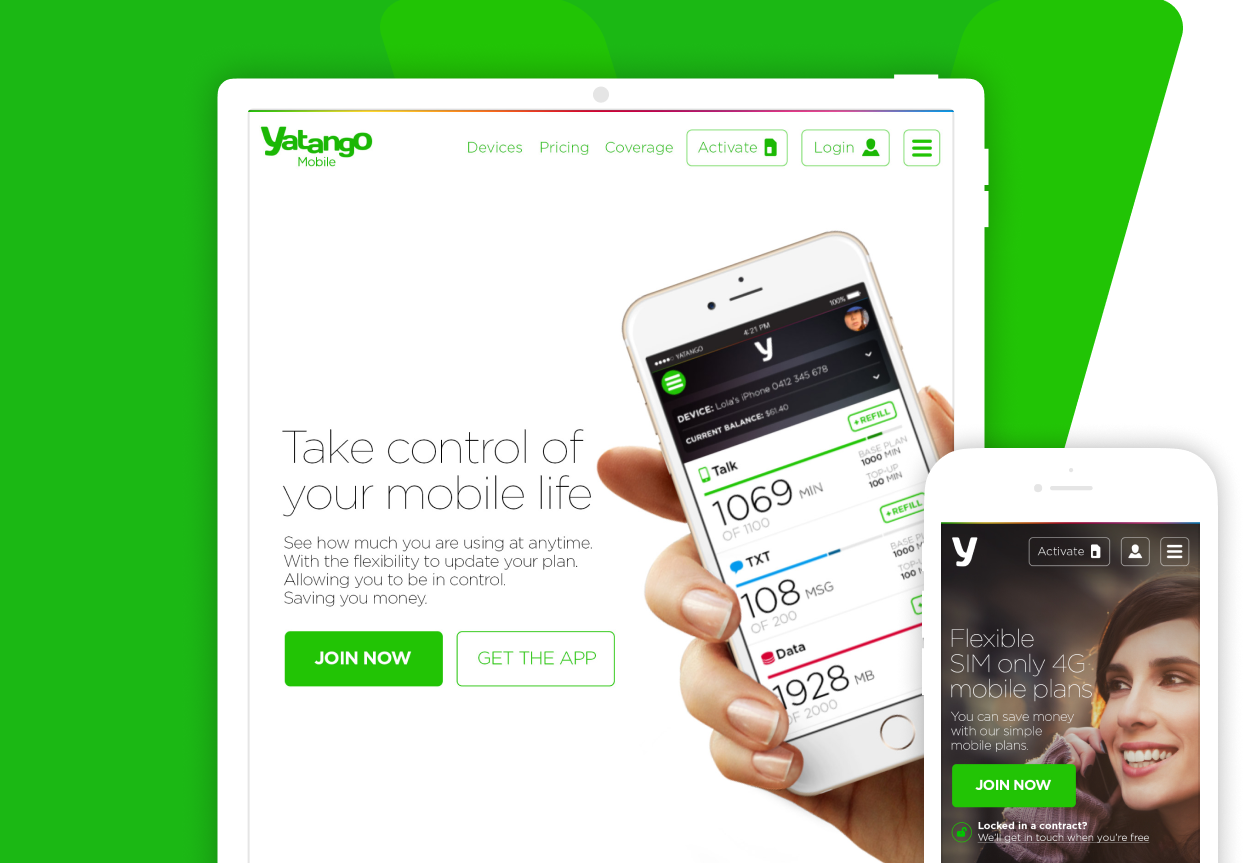 Yatango
Mobile
Devices
Pricing
Coverage
Activate
Login
YATANGO
4:21 PM
100%
y
DEVICE: Lola's iPhone 0412 345 678
CURRENT BALANCE: $61.40
Talk
+ REFILL
1069 MIN
OF 1100
BASE PLAN
1000 MIN
TOP-UP
100 MIN
TXT
+ REFILL
108 MSG
OF 200
Data
1928 MB
OF 2000
Take control of
your mobile life
See how much you are using at anytime.
With the flexibility to update your plan.
Allowing you to be in control.
Saving you money.
JOIN NOW
GET THE APP
y
Activate
Flexible
SIM only 4G
mobile plans
You can save money
with our simple
mobile plans.
JOIN NOW
Locked in a contract?
We'll get in touch when you're free